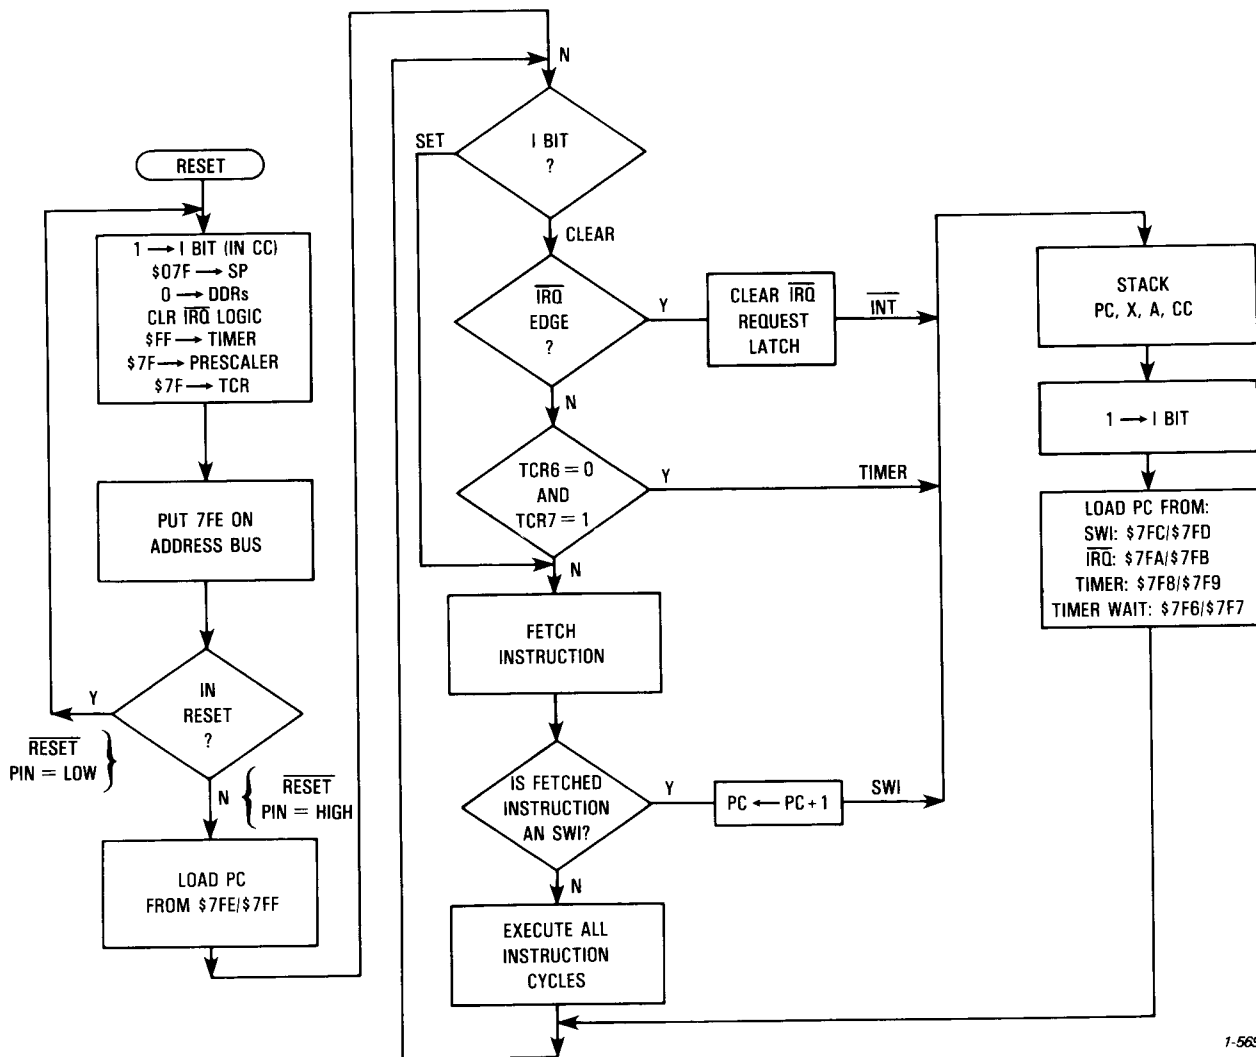 RESET
1 → I BIT (IN CC)
$07F → SP
0 → DDRs
CLR IRQ LOGIC
$FF → TIMER
$7F → PRESCALER
$7F → TCR
PUT 7FE ON
ADDRESS BUS
IN
RESET
?
Y
RESET
PIN = LOW
N
RESET
PIN = HIGH
LOAD PC
FROM $7FE/$7FF
N
I BIT
?
SET
CLEAR
IRQ
EDGE
?
Y
CLEAR IRQ
REQUEST
LATCH
INT
N
TCR6 = 0
AND
TCR7 = 1
Y
TIMER
N
FETCH
INSTRUCTION
IS FETCHED
INSTRUCTION
AN SWI?
Y
PC ← PC + 1
SWI
N
EXECUTE ALL
INSTRUCTION
CYCLES
STACK
PC, X, A, CC
1 → I BIT
LOAD PC FROM:
SWI: $7FC/$7FD
IRQ: $7FA/$7FB
TIMER: $7F8/$7F9
TIMER WAIT: $7F6/$7F7